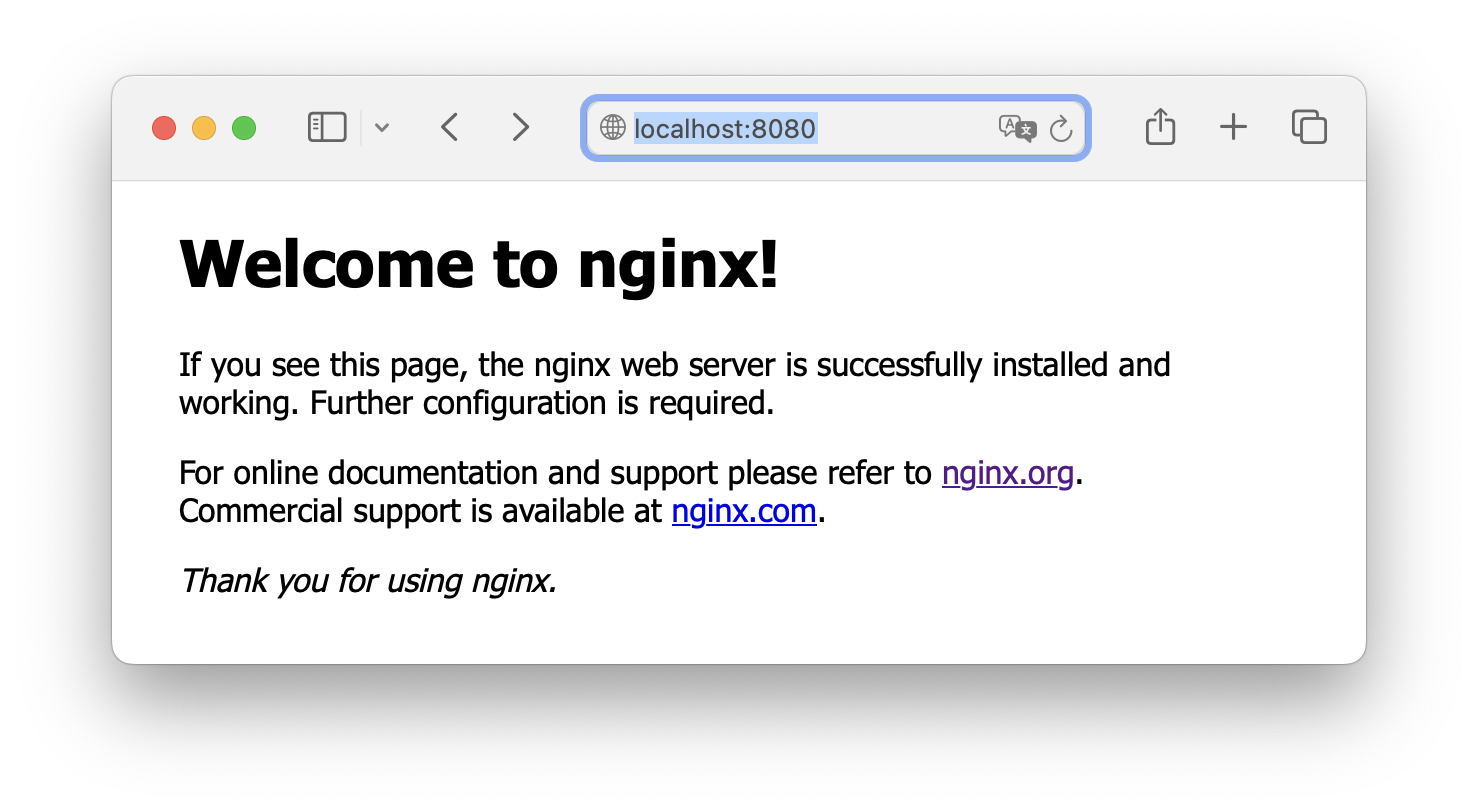 localhost:8080
Welcome to nginx!
If you see this page, the nginx web server is successfully installed and
working. Further configuration is required.
For online documentation and support please refer to nginx.org.
Commercial support is available at nginx.com.
Thank you for using nginx.